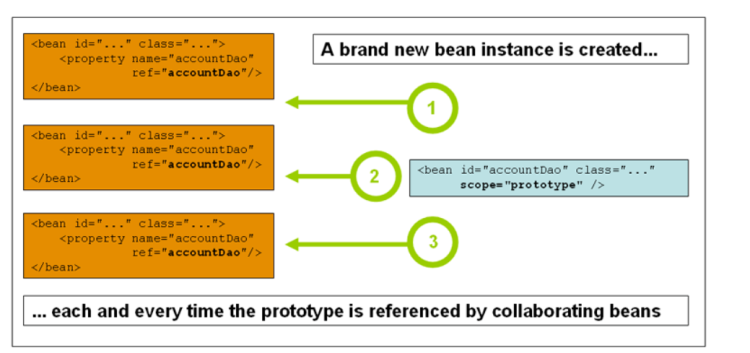 <bean id="..." class="...">
<property name="accountDao"
ref="accountDao"/>
</bean>
A brand new bean instance is created...
1
<bean id="..." class="...">
<property name="accountDao"
ref="accountDao"/>
</bean>
2
<bean id="accountDao" class="..."
scope="prototype" />
<bean id="..." class="...">
<property name="accountDao"
ref="accountDao"/>
</bean>
3
... each and every time the prototype is referenced by collaborating beans